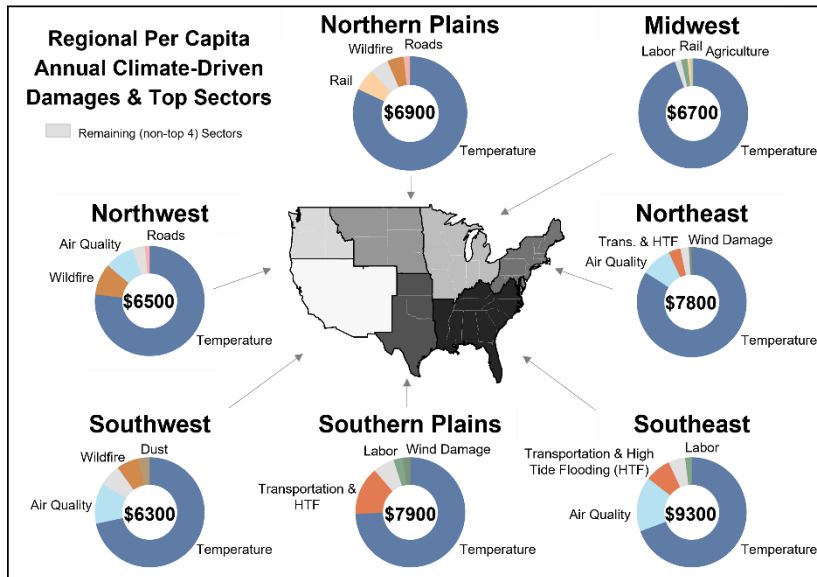 Regional Per Capita
Annual Climate-Driven
Damages & Top Sectors
Remaining (non-top 4) Sectors
Northern Plains
Wildfire
Roads
Rail
$6900
Temperature
Midwest
Labor
Rail
Agriculture
$6700
Temperature
Northwest
Roads
Air Quality
Wildfire
$6500
Temperature
Northeast
Trans. & HTF
Wind Damage
Air Quality
$7800
Temperature
Southwest
Dust
Wildfire
Air Quality
$6300
Temperature
Southern Plains
Labor
Wind Damage
Transportation &
HTF
$7900
Temperature
Southeast
Transportation & High
Tide Flooding (HTF)
Labor
Air Quality
$9300
Temperature